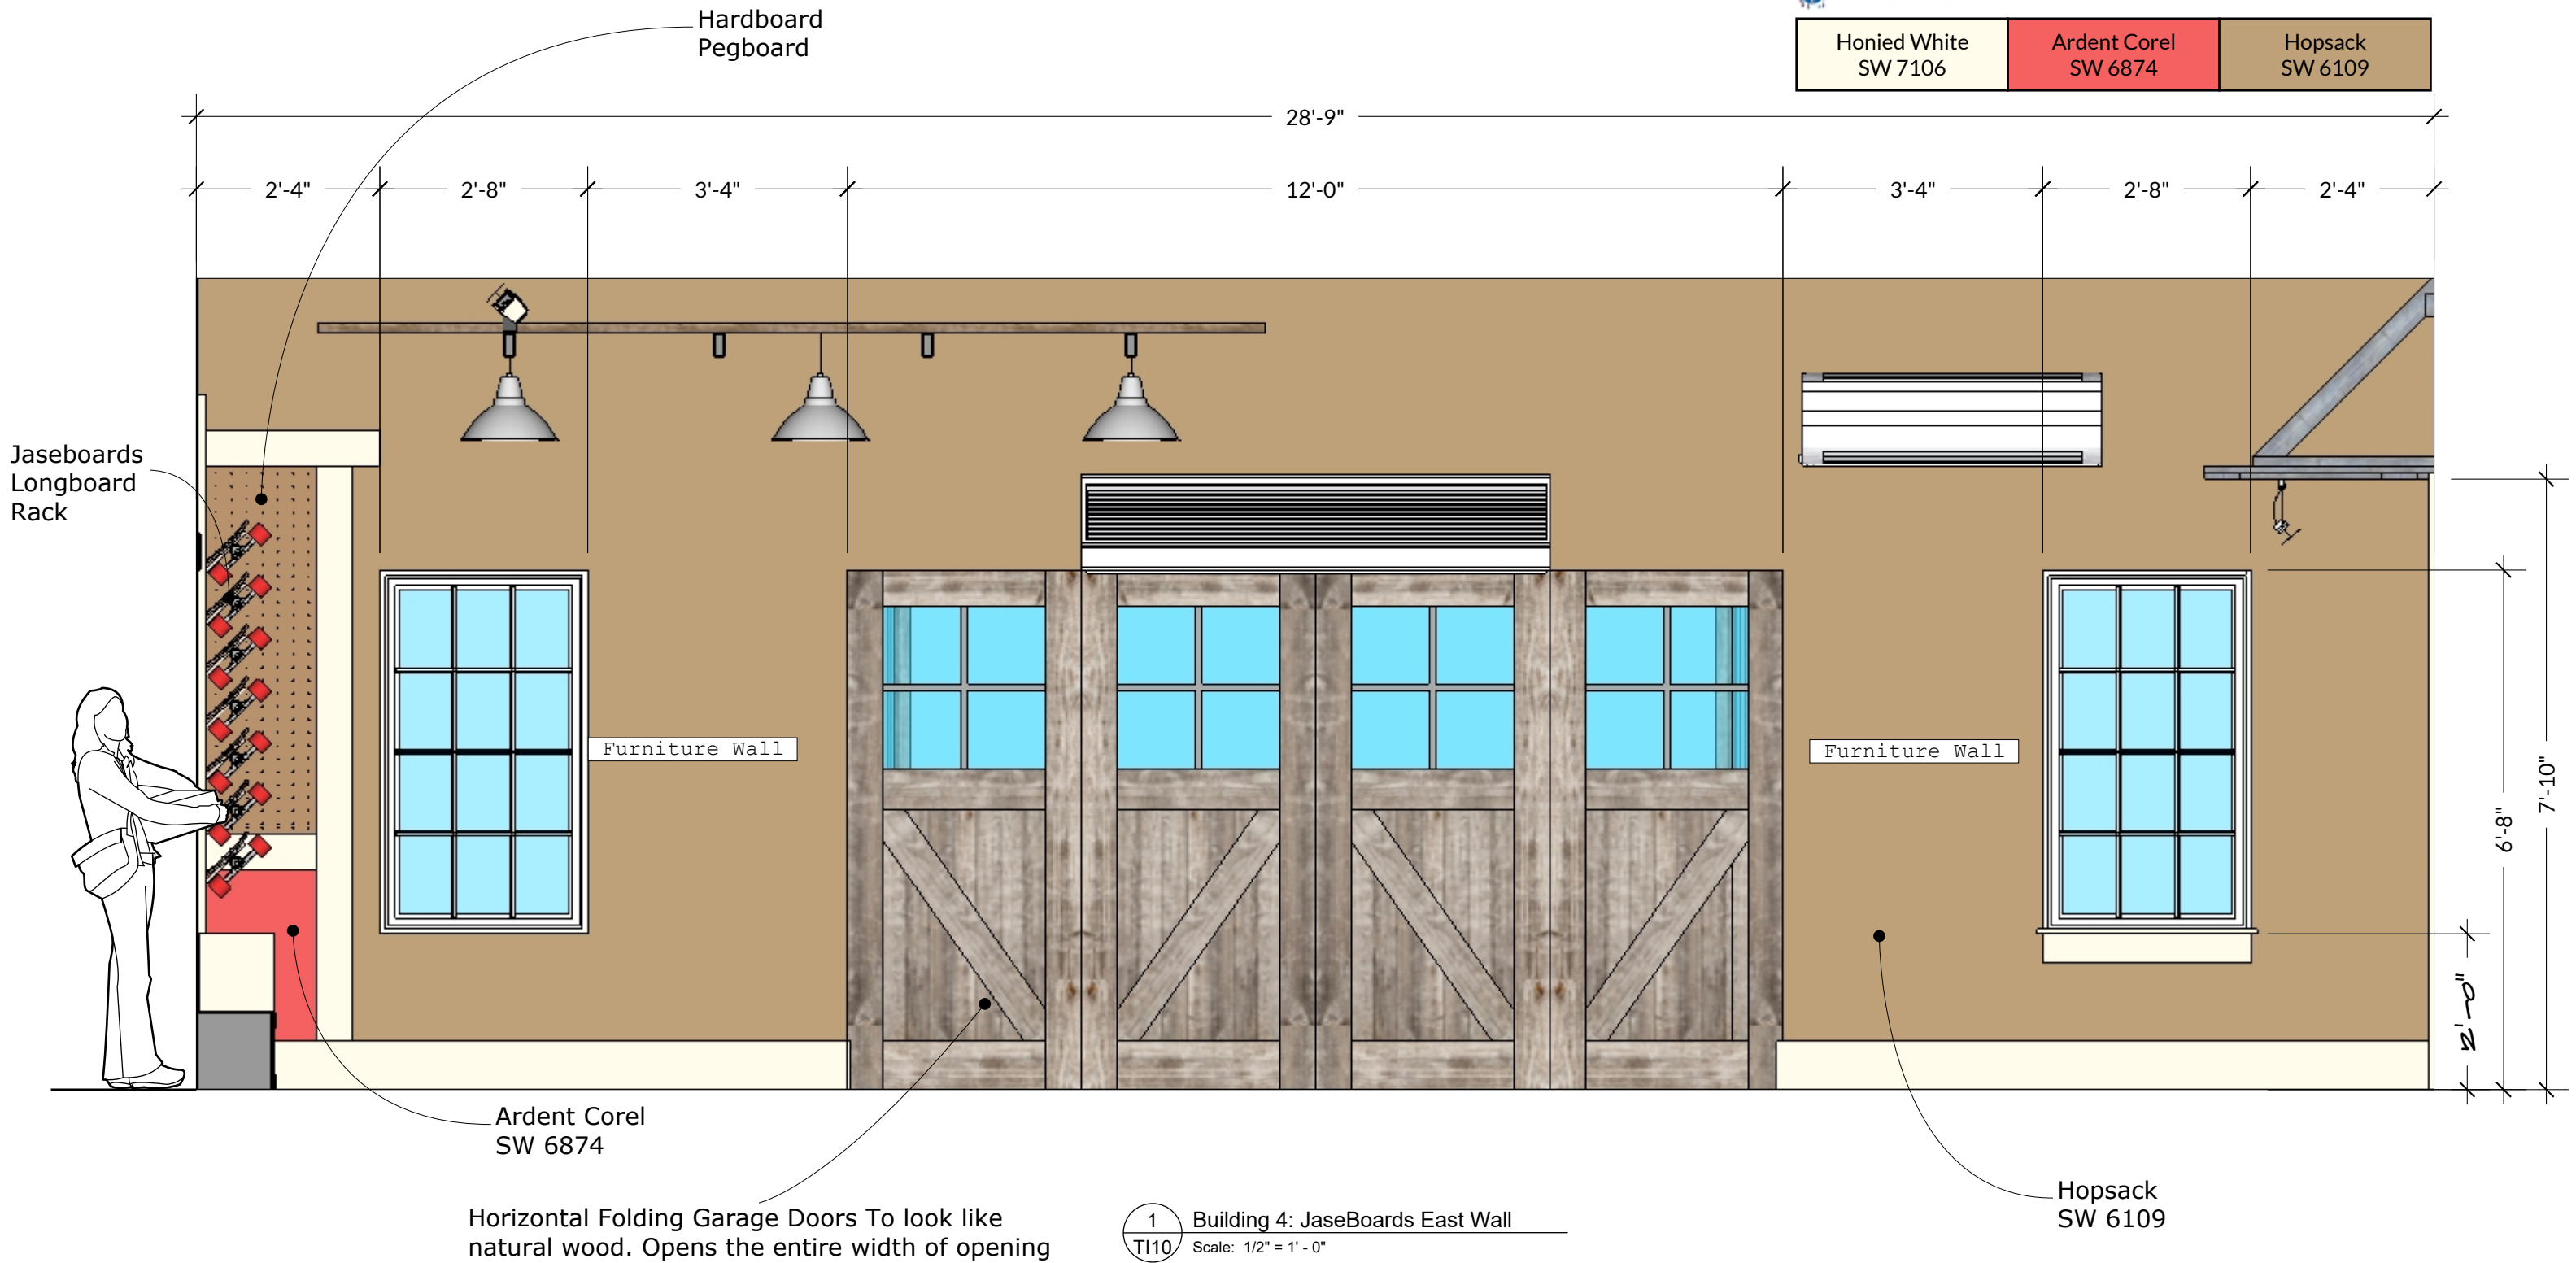 Hardboard
Pegboard
Honied White
SW 7106
Ardent Corel
SW 6874
Hopsack
SW 6109
28'-9"
2'-4"
2'-8"
3'-4"
12'-0"
3'-4"
2'-8"
2'-4"
Jaseboards
Longboard
Rack
Furniture Wall
Furniture Wall
7'-10"
6'-8"
2'-0"
Ardent Corel
SW 6874
Horizontal Folding Garage Doors To look like
natural wood. Opens the entire width of opening
1
TI10
Building 4: JaseBoards East Wall
Scale: 1/2" = 1' - 0"
Hopsack
SW 6109